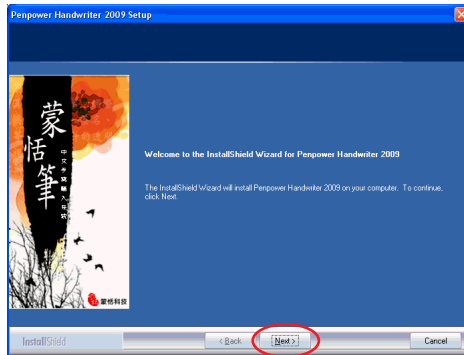 Penpower Handwriter 2009 Setup
蒙恬筆
中文手寫輸入系統
蒙恬科技
Welcome to the InstallShield Wizard for Penpower Handwriter 2009
The InstallShield Wizard will install Penpower Handwriter 2009 on your computer. To continue,
click Next.
InstallShield
< Back
Next >
Cancel